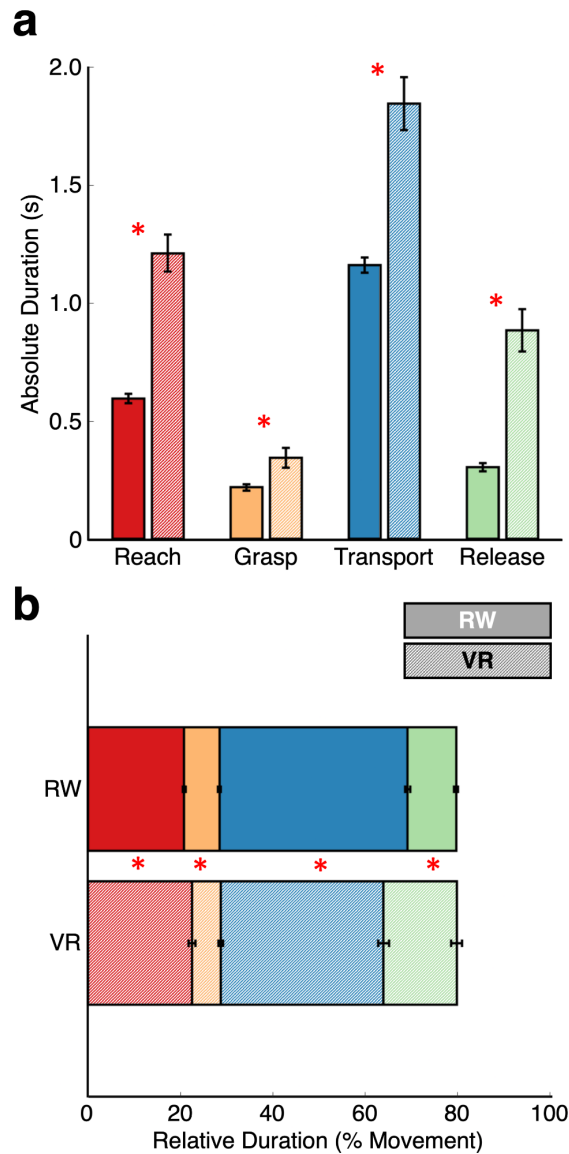 a
2.0
1.5
1.0
0.5
0
Absolute Duration (s)
* * * *
Reach Grasp Transport Release
b
RW
VR
RW
* * * *
VR
0 20 40 60 80 100
Relative Duration (% Movement)